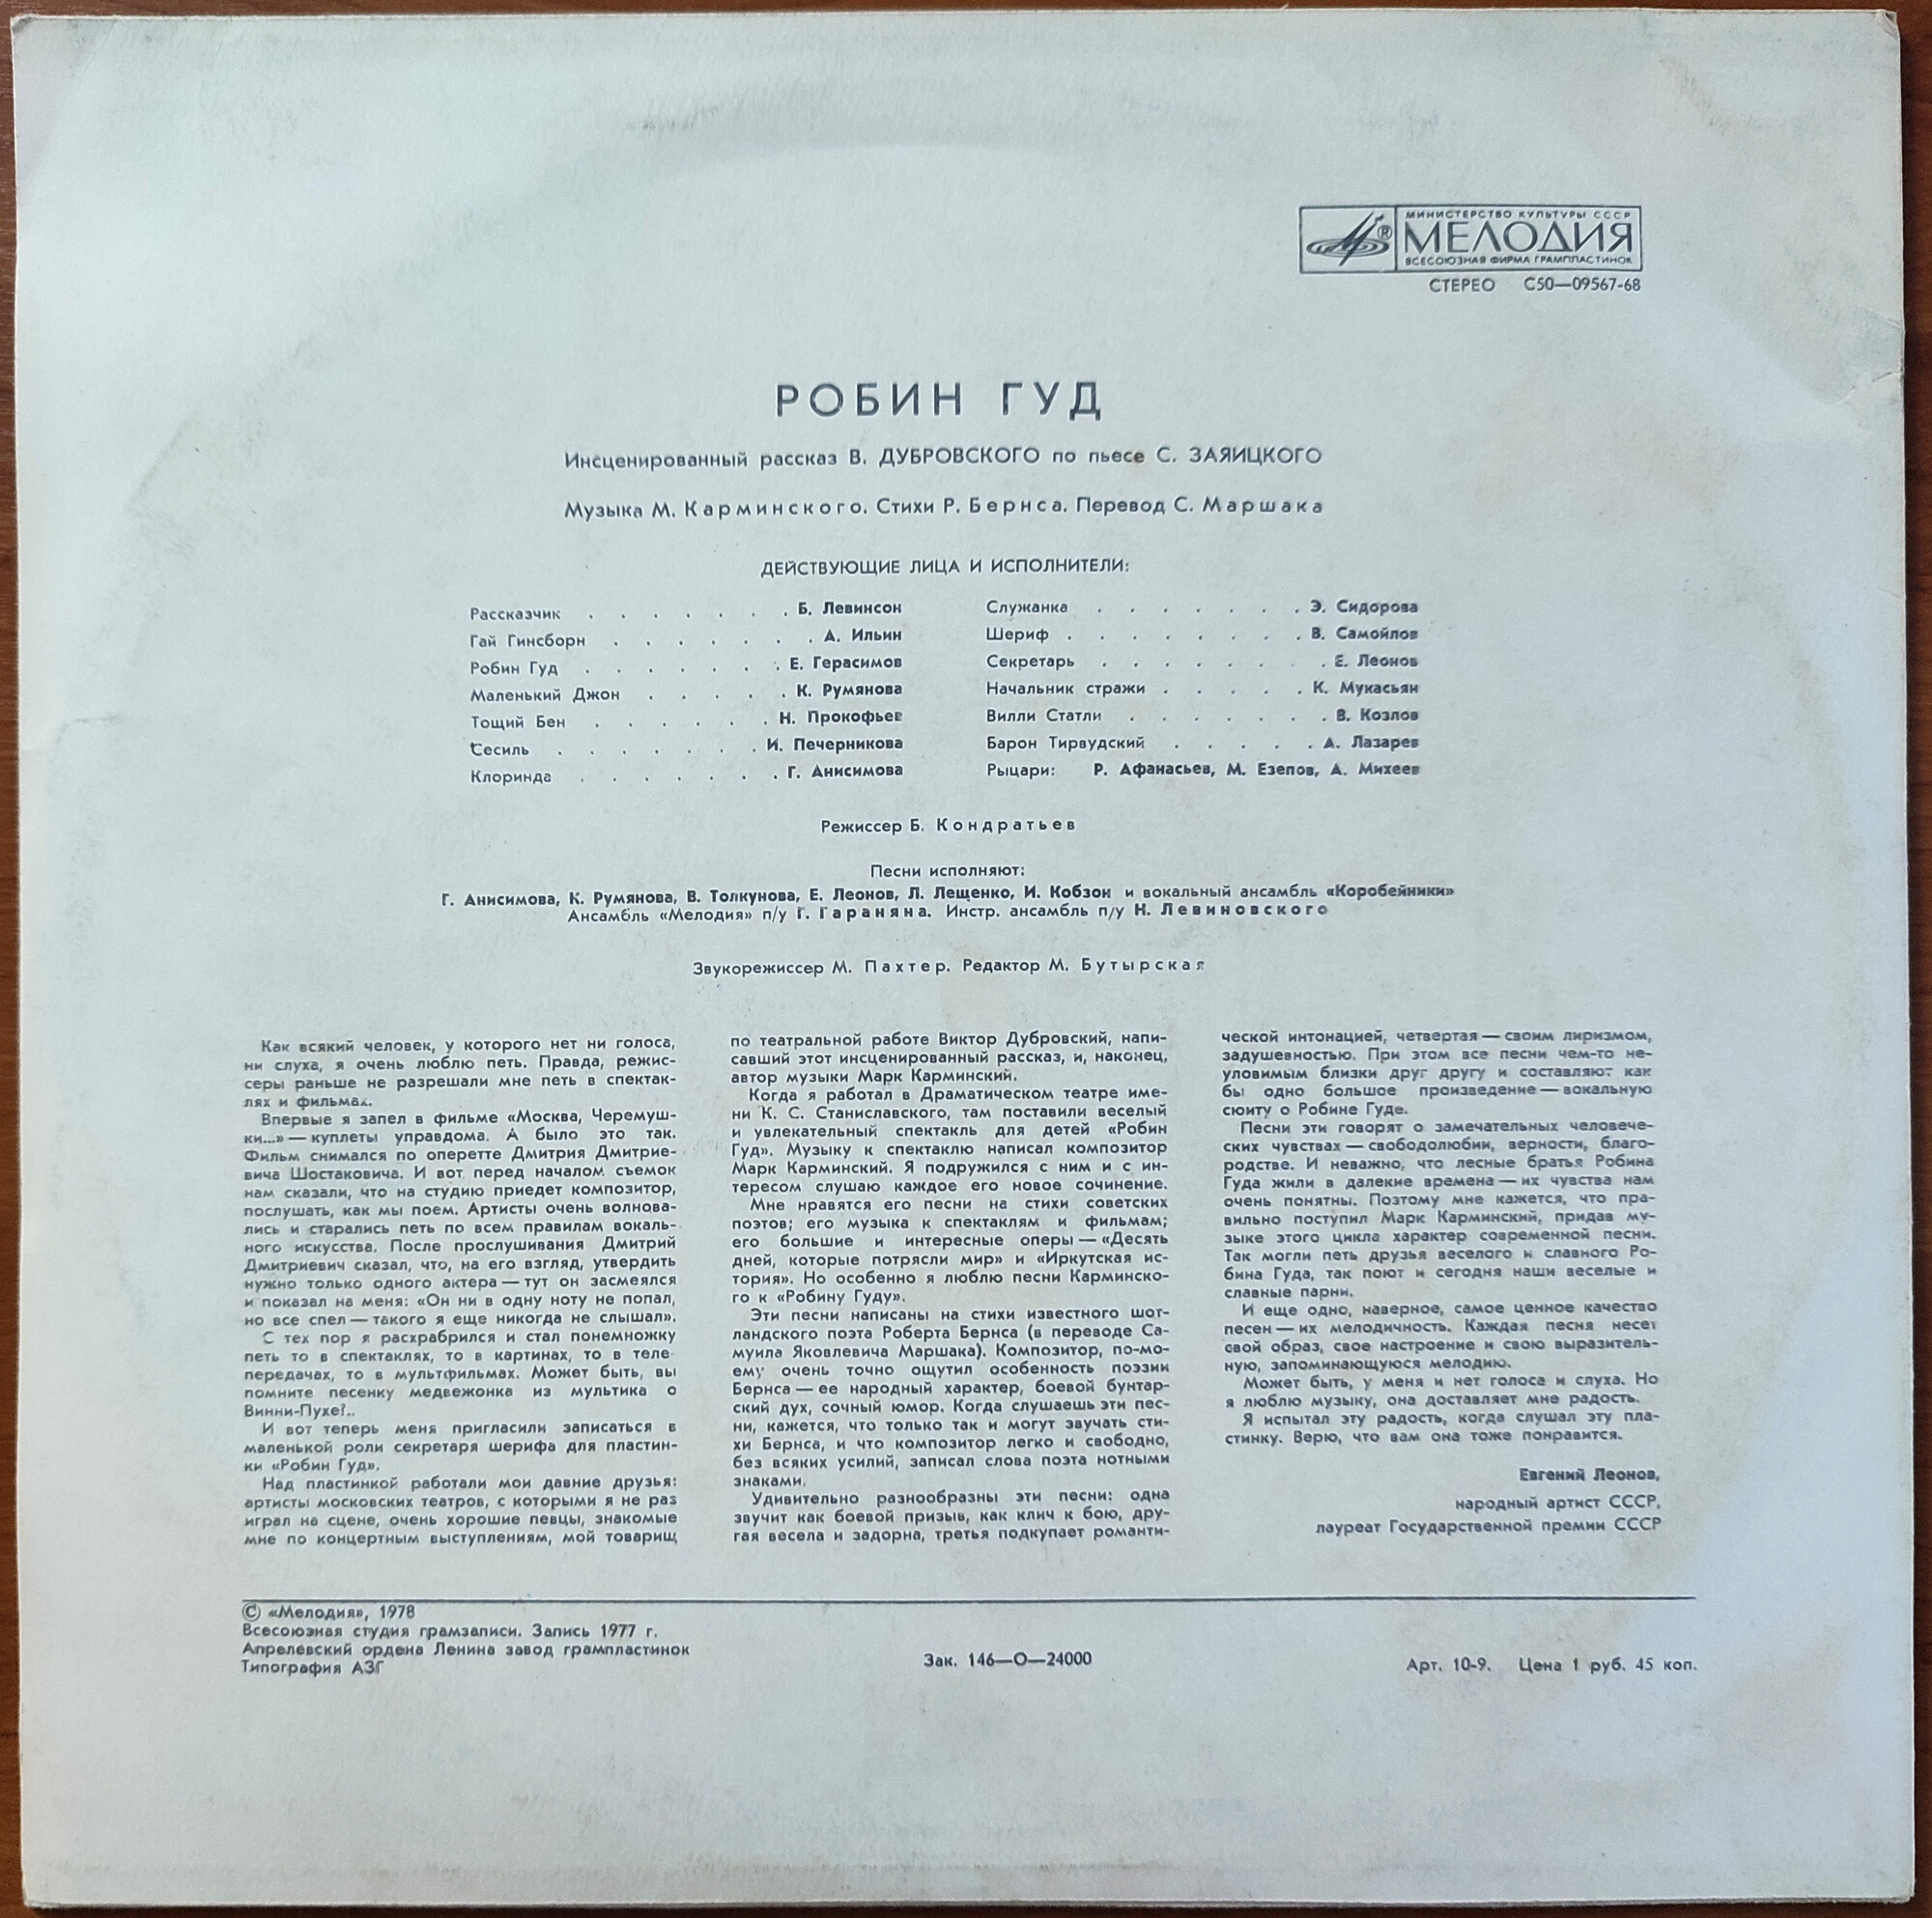 МИНИСТЕРСТВО КУЛЬТУРЫ СССР
МЕЛОДИЯ
ВСЕСОЮЗНАЯ ФИРМА ГРАМПЛАСТИНОК
СТЕРЕО С50—09567-68
РОБИН ГУД
Инсценированный рассказ В. ДУБРОВСКОГО по пьесе С. ЗАЯИЦКОГО
Музыка М. Карминского. Стихи Р. Бернса. Перевод С. Маршака
ДЕЙСТВУЮЩИЕ ЛИЦА И ИСПОЛНИТЕЛИ:
Рассказчик . . . . . . . Б. Левинсон
Гай Гинсборн . . . . . . . А. Ильин
Робин Гуд . . . . . . Е. Герасимов
Маленький Джон . . . . . К. Румянова
Тощий Бен . . . . . . Н. Прокофьев
Сесиль . . . . . . . И. Печерникова
Клоринда . . . . . . . Г. Анисимова
Служанка . . . . . . . Э. Сидорова
Шериф . . . . . . . . В. Самойлов
Секретарь . . . . . . . Е. Леонов
Начальник стражи . . . . . К. Мукасьян
Вилли Статли . . . . . . . В. Козлов
Барон Тирвудский . . . . . А. Лазарев
Рыцари: Р. Афанасьев, М. Езепов, А. Михеев
Режиссер Б. Кондратьев
Песни исполняют:
Г. Анисимова, К. Румянова, В. Толкунова, Е. Леонов, Л. Лещенко, И. Кобзон и вокальный ансамбль «Коробейники»
Ансамбль «Мелодия» п/у Г. Гараняна. Инстр. ансамбль п/у Н. Левиновского
Звукорежиссер М. Пахтер. Редактор М. Бутырская
Как всякий человек, у которого нет ни голоса,
ни слуха, я очень люблю петь. Правда, режис-
серы раньше не разрешали мне петь в спектак-
лях и фильмах.
Впервые я запел в фильме «Москва, Черемуш-
ки...» — куплеты управдома. А было это так.
Фильм снимался по оперетте Дмитрия Дмитрие-
вича Шостаковича. И вот перед началом съемок
нам сказали, что на студию приедет композитор,
послушать, как мы поем. Артисты очень волнова-
лись и старались петь по всем правилам вокаль-
ного искусства. После прослушивания Дмитрий
Дмитриевич сказал, что, на его взгляд, утвердить
нужно только одного актера — тут он засмеялся
и показал на меня: «Он ни в одну ноту не попал,
но все спел — такого я еще никогда не слышал».
С тех пор я расхрабрился и стал понемножку
петь то в спектаклях, то в картинах, то в теле-
передачах, то в мультфильмах. Может быть, вы
помните песенку медвежонка из мультика о
Винни-Пухе?..
И вот теперь меня пригласили записаться в
маленькой роли секретаря шерифа для пластин-
ки «Робин Гуд».
Над пластинкой работали мои давние друзья:
артисты московских театров, с которыми я не раз
играл на сцене, очень хорошие певцы, знакомые
мне по концертным выступлениям, мой товарищ
по театральной работе Виктор Дубровский, напи-
савший этот инсценированный рассказ, и, наконец,
автор музыки Марк Карминский.
Когда я работал в Драматическом театре име-
ни К. С. Станиславского, там поставили веселый
и увлекательный спектакль для детей «Робин
Гуд». Музыку к спектаклю написал композитор
Марк Карминский. Я подружился с ним и с ин-
тересом слушаю каждое его новое сочинение.
Мне нравятся его песни на стихи советских
поэтов; его музыка к спектаклям и фильмам;
его большие и интересные оперы — «Десять
дней, которые потрясли мир» и «Иркутская ис-
тория». Но особенно я люблю песни Карминско-
го к «Робину Гуду».
Эти песни написаны на стихи известного шот-
ландского поэта Роберта Бернса (в переводе Са-
муила Яковлевича Маршака). Композитор, по-мо-
ему очень точно ощутил особенность поэзии
Бернса — ее народный характер, боевой бунтар-
ский дух, сочный юмор. Когда слушаешь эти пес-
ни, кажется, что только так и могут звучать сти-
хи Бернса, и что композитор легко и свободно,
без всяких усилий, записал слова поэта нотными
знаками.
Удивительно разнообразны эти песни: одна
звучит как боевой призыв, как клич к бою, дру-
гая весела и задорна, третья подкупает романти-
ческой интонацией, четвертая — своим лиризмом,
задушевностью. При этом все песни чем-то не-
уловимым близки друг другу и составляют как
бы одно большое произведение — вокальную
сюиту о Робине Гуде.
Песни эти говорят о замечательных человече-
ских чувствах — свободолюбии, верности, благо-
родстве. И неважно, что лесные братья Робина
Гуда жили в далекие времена — их чувства нам
очень понятны. Поэтому мне кажется, что пра-
вильно поступил Марк Карминский, придав му-
зыке этого цикла характер современной песни.
Так могли петь друзья веселого и славного Ро-
бина Гуда, так поют и сегодня наши веселые и
славные парни.
И еще одно, наверное, самое ценное качество
песен — их мелодичность. Каждая песня несет
свой образ, свое настроение и свою выразитель-
ную, запоминающуюся мелодию.
Может быть, у меня и нет голоса и слуха. Но
я люблю музыку, она доставляет мне радость.
Я испытал эту радость, когда слушал эту пла-
стинку. Верю, что вам она тоже понравится.
Евгений Леонов,
народный артист СССР,
лауреат Государственной премии СССР
© «Мелодия», 1978
Всесоюзная студия грамзаписи. Запись 1977 г.
Апрелевский ордена Ленина завод грампластинок
Типография АЗГ
Зак. 146—О—24000
Арт. 10-9. Цена 1 руб. 45 коп.